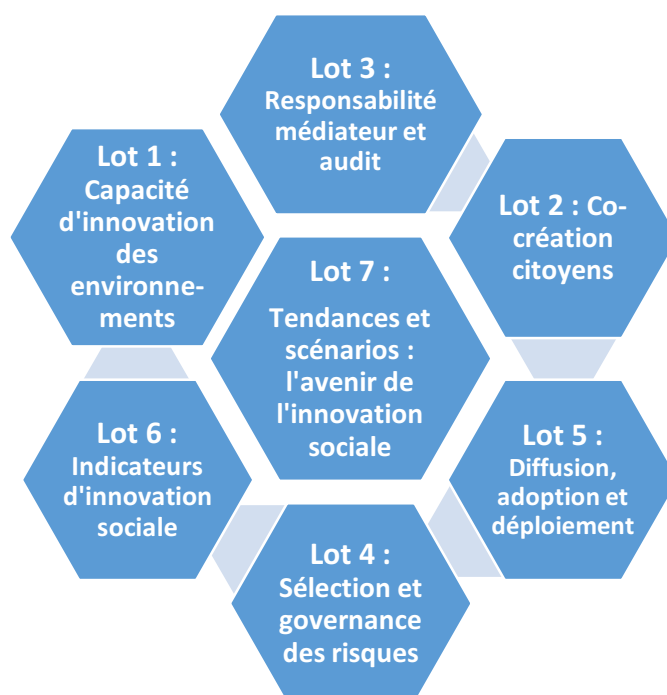 Lot 3 :
Responsabilité
médiateur et
audit
Lot 1 :
Capacité
d'innovation
des
environne-
ments
Lot 2 : Co-
création
citoyens
Lot 7 :
Tendances et
scénarios :
l'avenir de
l'innovation
sociale
Lot 6 :
Indicateurs
d'innovation
sociale
Lot 5 :
Diffusion,
adoption et
déploiement
Lot 4 :
Sélection et
governance
des risques